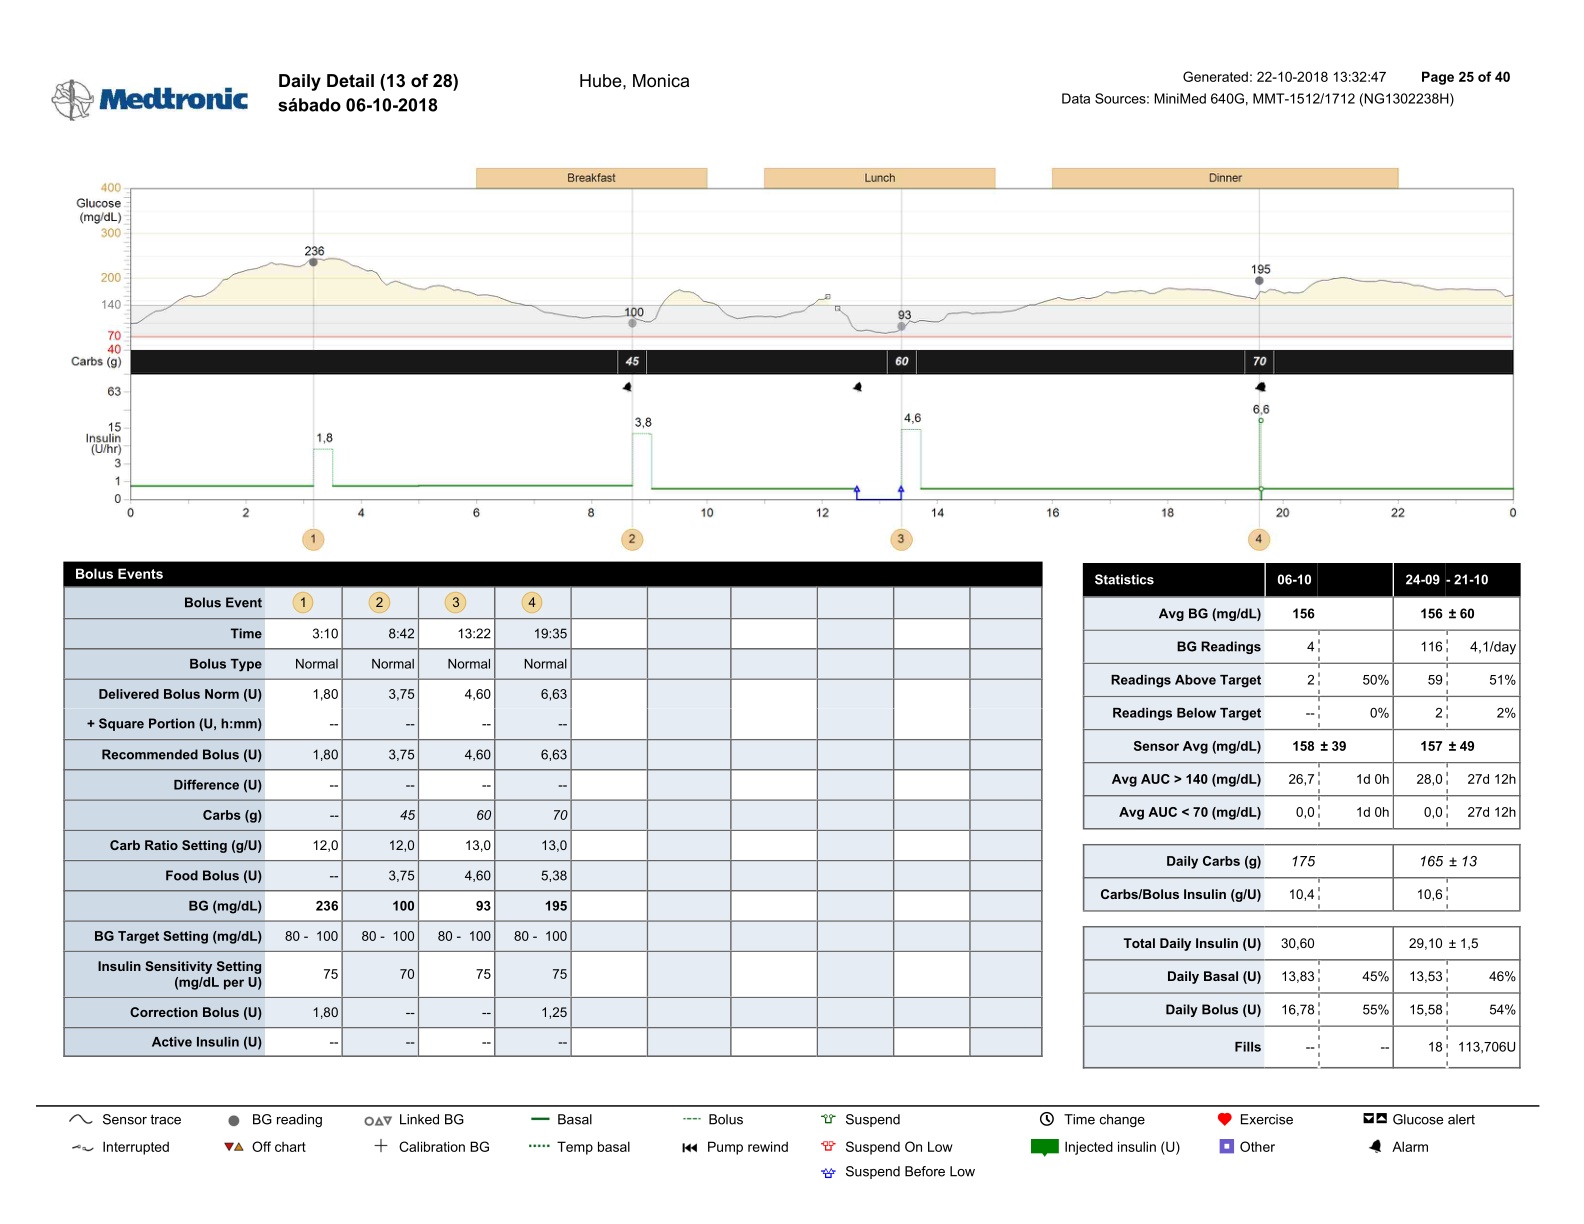 Medtronic
Daily Detail (13 of 28)
sábado 06-10-2018
Hube, Monica
Generated: 22-10-2018 13:32:47 Page 25 of 40
Data Sources: MiniMed 640G, MMT-1512/1712 (NG1302238H)
Breakfast Lunch Dinner
400
Glucose
(mg/dL)
300
236
200
195
140
100
93
70
40
Carbs (g) 45 60 70
63
15
Insulin
(U/hr)
3
1
0
1,8 3,8 4,6 6,6
0 2 4 6 8 10 12 14 16 18 20 22 0
1 2 3 4
Bolus Events
Bolus Event 1 2 3 4
Time 3:10 8:42 13:22 19:35
Bolus Type Normal Normal Normal Normal
Delivered Bolus Norm (U) 1,80 3,75 4,60 6,63
+ Square Portion (U, h:mm) -- -- -- --
Recommended Bolus (U) 1,80 3,75 4,60 6,63
Difference (U) -- -- -- --
Carbs (g) -- 45 60 70
Carb Ratio Setting (g/U) 12,0 12,0 13,0 13,0
Food Bolus (U) -- 3,75 4,60 5,38
BG (mg/dL) 236 100 93 195
BG Target Setting (mg/dL) 80 - 100 80 - 100 80 - 100 80 - 100
Insulin Sensitivity Setting
(mg/dL per U) 75 70 75 75
Correction Bolus (U) 1,80 -- -- 1,25
Active Insulin (U) -- -- -- --
Statistics 06-10 24-09 - 21-10
Avg BG (mg/dL) 156 156 ± 60
BG Readings 4 116 4,1/day
Readings Above Target 2 50% 59 51%
Readings Below Target -- 0% 2 2%
Sensor Avg (mg/dL) 158 ± 39 157 ± 49
Avg AUC > 140 (mg/dL) 26,7 1d 0h 28,0 27d 12h
Avg AUC < 70 (mg/dL) 0,0 1d 0h 0,0 27d 12h
Daily Carbs (g) 175 165 ± 13
Carbs/Bolus Insulin (g/U) 10,4 10,6
Total Daily Insulin (U) 30,60 29,10 ± 1,5
Daily Basal (U) 13,83 45% 13,53 46%
Daily Bolus (U) 16,78 55% 15,58 54%
Fills -- -- 18 113,706U
Sensor trace BG reading Linked BG Basal Bolus Suspend Time change Exercise Glucose alert
Interrupted Off chart Calibration BG Temp basal Pump rewind Suspend On Low Injected insulin (U) Other Alarm
Suspend Before Low